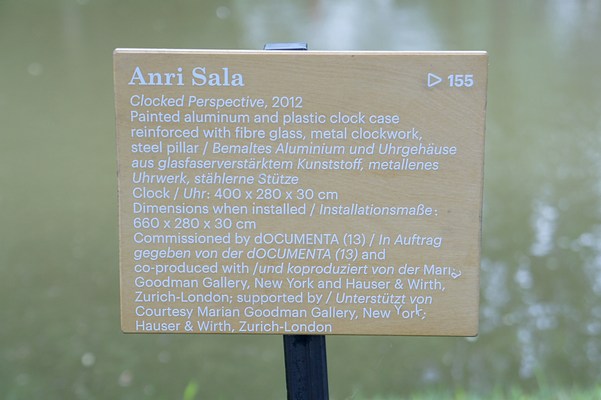 Anri Sala
▷ 155
Clocked Perspective, 2012
Painted aluminum and plastic clock case
reinforced with fibre glass, metal clockwork,
steel pillar / Bemaltes Aluminium und Uhrgehäuse
aus glasfaserverstärktem Kunststoff, metallenes
Uhrwerk, stählerne Stütze
Clock / Uhr: 400 x 280 x 30 cm
Dimensions when installed / Installationsmaße:
660 x 280 x 30 cm
Commissioned by dOCUMENTA (13) / In Auftrag
gegeben von der dOCUMENTA (13) and
co-produced with /und koproduziert von der Marian
Goodman Gallery, New York and Hauser & Wirth,
Zurich-London; supported by / Unterstützt von
Courtesy Marian Goodman Gallery, New York;
Hauser & Wirth, Zurich-London